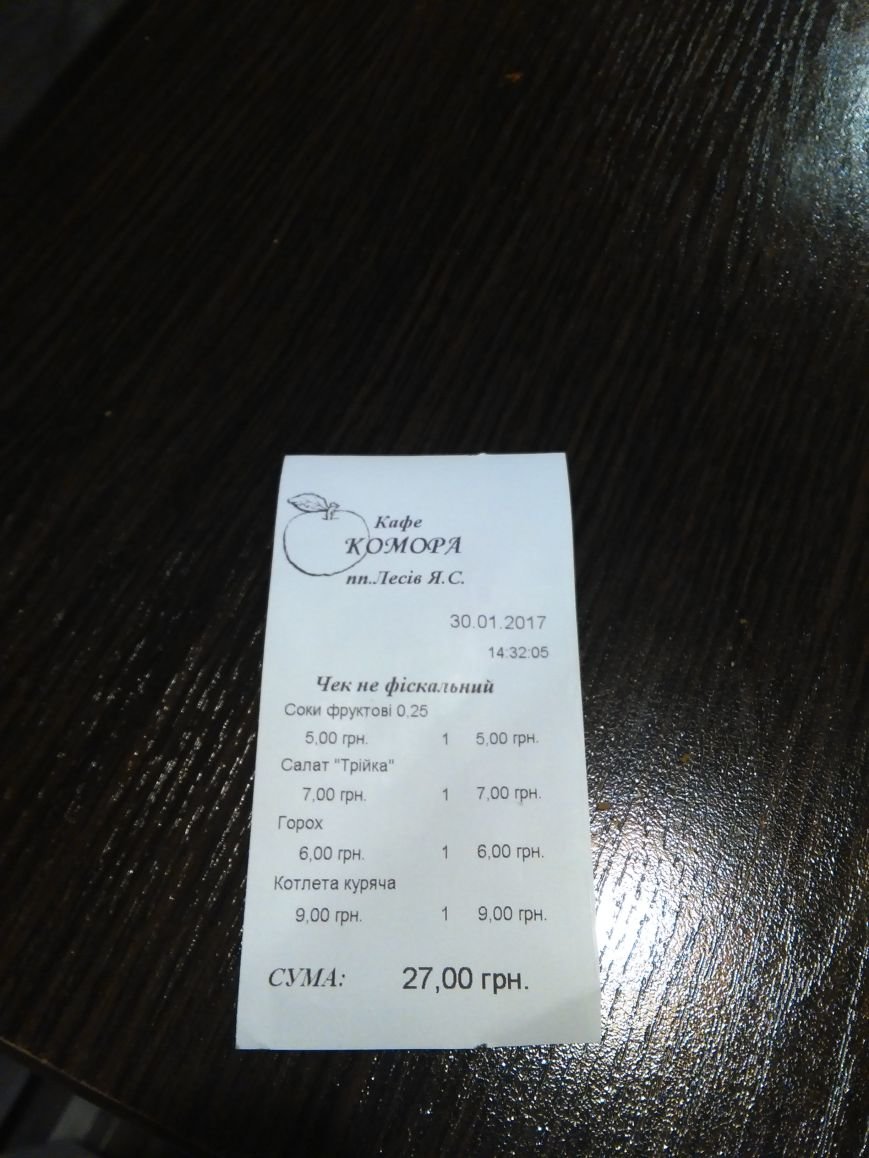 Кафе
КОМОРА
пп.Лесів Я.С.
30.01.2017
14:32:05
Чек не фіскальний
Соки фруктові 0,25
5,00 грн. 1 5,00 грн.
Салат "Трійка"
7,00 грн. 1 7,00 грн.
Горох
6,00 грн. 1 6,00 грн.
Котлета куряча
9,00 грн. 1 9,00 грн.
СУМА: 27,00 грн.